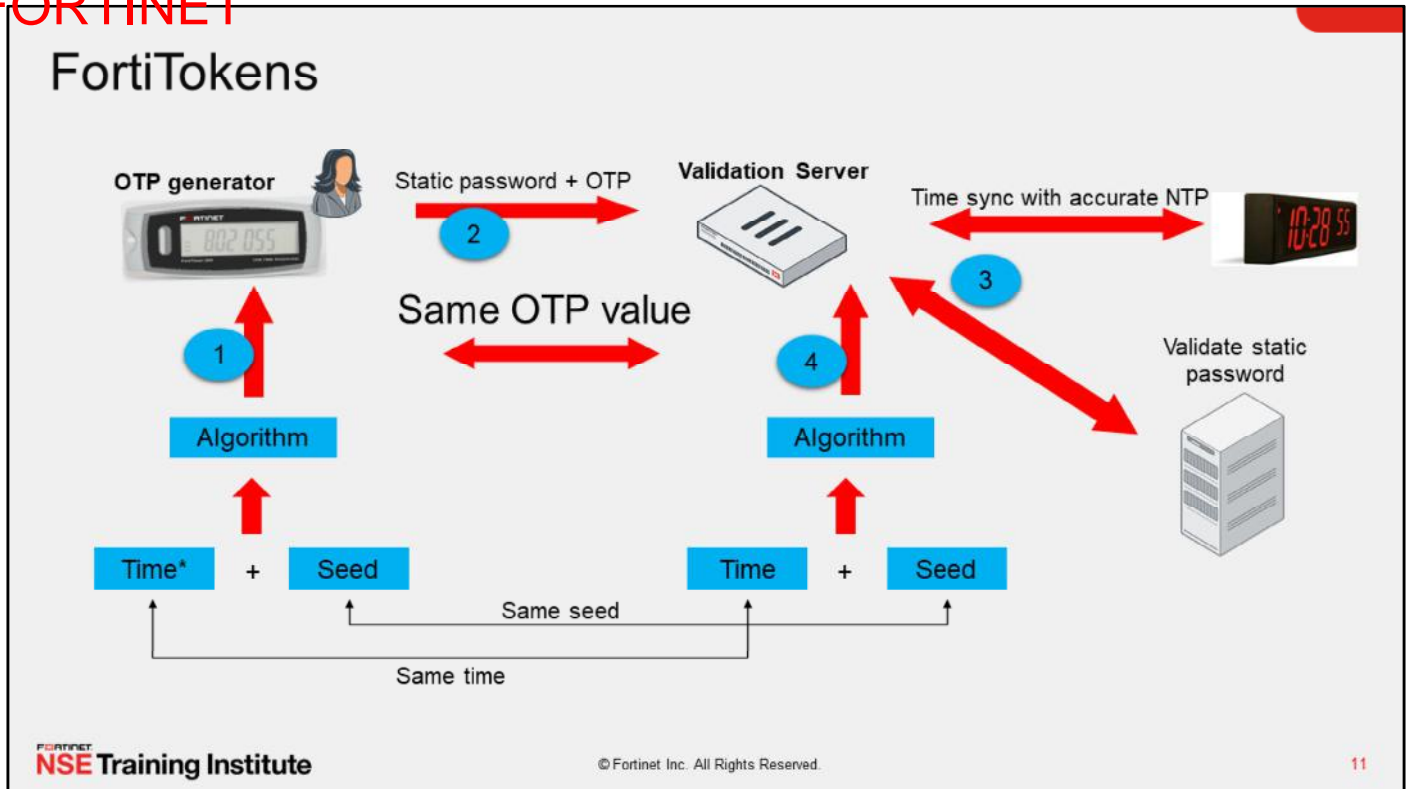 FORTINET
FortiTokens
OTP generator
Static password + OTP
Validation Server
Time sync with accurate NTP
FORTINET
802 055
10:28 55
2
3
Same OTP value
1
4
Validate static
password
Algorithm
Algorithm
Time* + Seed
Time + Seed
Same seed
Same time
FORTINET
NSE Training Institute
© Fortinet Inc. All Rights Reserved.
11